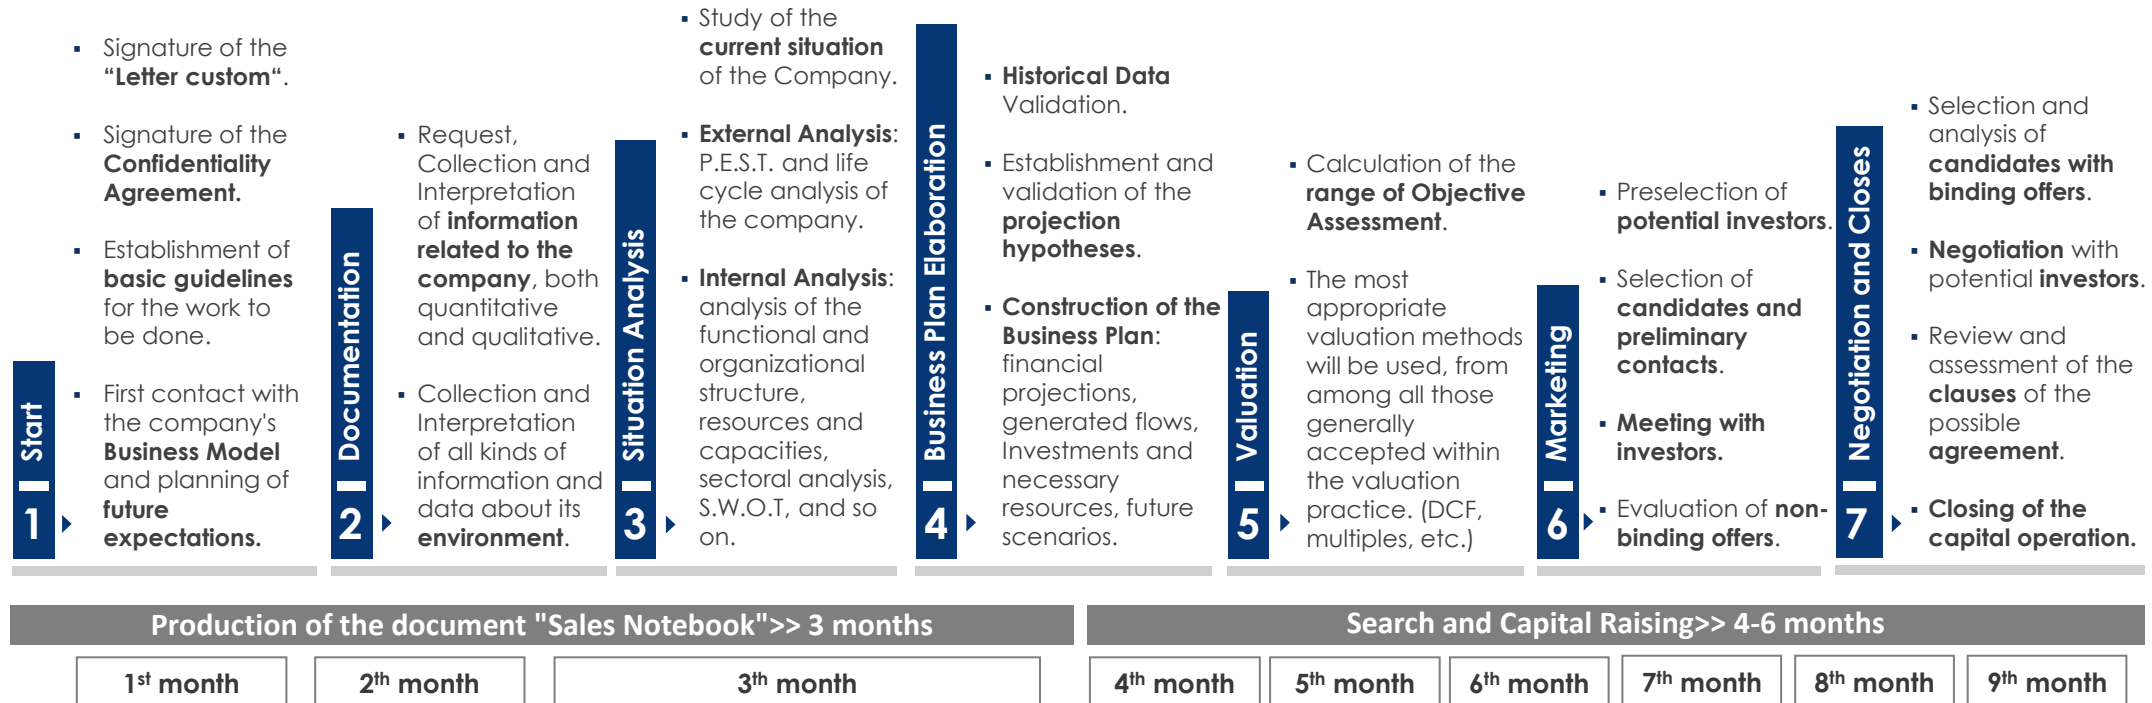 Start
1
▪ Signature of the
“Letter custom“.
▪ Signature of the
Confidentiality
Agreement.
▪ Establishment of
basic guidelines
for the work to
be done.
▪ First contact with
the company's
Business Model
and planning of
future
expectations.
Documentation
2
▪ Request,
Collection and
Interpretation
of information
related to the
company, both
quantitative
and qualitative.
▪ Collection and
Interpretation
of all kinds of
information and
data about its
environment.
Situation Analysis
3
▪ Study of the
current situation
of the Company.
▪ External Analysis:
P.E.S.T. and life
cycle analysis of
the company.
▪ Internal Analysis:
analysis of the
functional and
organizational
structure,
resources and
capacities,
sectoral analysis,
S.W.O.T, and so
on.
Business Plan Elaboration
4
▪ Historical Data
Validation.
▪ Establishment and
validation of the
projection
hypotheses.
▪ Construction of the
Business Plan:
financial
projections,
generated flows,
Investments and
necessary
resources, future
scenarios.
Valuation
5
▪ Calculation of the
range of Objective
Assessment.
▪ The most
appropriate
valuation methods
will be used, from
among all those
generally
accepted within
the valuation
practice. (DCF,
multiples, etc.)
Marketing
6
▪ Preselection of
potential investors.
▪ Selection of
candidates and
preliminary
contacts.
▪ Meeting with
investors.
▪ Evaluation of non-
binding offers.
Negotiation and Closes
7
▪ Selection and
analysis of
candidates with
binding offers.
▪ Negotiation with
potential investors.
▪ Review and
assessment of the
clauses of the
possible
agreement.
▪ Closing of the
capital operation.
Production of the document "Sales Notebook">> 3 months
Search and Capital Raising>> 4-6 months
1st month
2th month
3th month
4th month
5th month
6th month
7th month
8th month
9th month